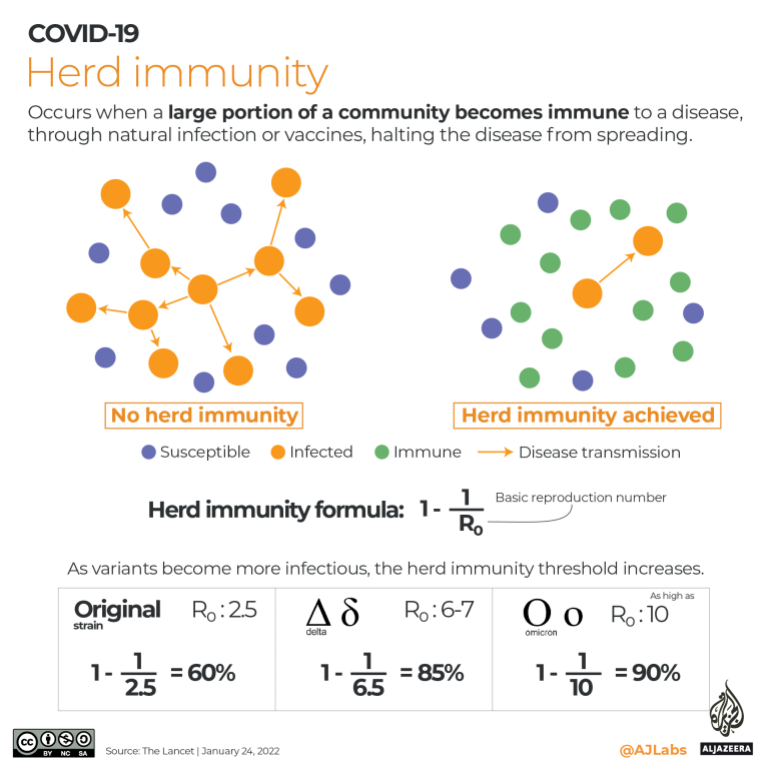 COVID-19
Herd immunity
Occurs when a large portion of a community becomes immune to a disease,
through natural infection or vaccines, halting the disease from spreading.
No herd immunity
Herd immunity achieved
Susceptible Infected Immune Disease transmission
Herd immunity formula: 1 - 1/R₀ Basic reproduction number
As variants become more infectious, the herd immunity threshold increases.
Original strain R₀ : 2.5
1 - 1/2.5 = 60%
Δ δ delta R₀ : 6-7
1 - 1/6.5 = 85%
Ο ο omicron As high as R₀ : 10
1 - 1/10 = 90%
cc BY NC SA
Source: The Lancet | January 24, 2022
@AJLabs
ALJAZEERA